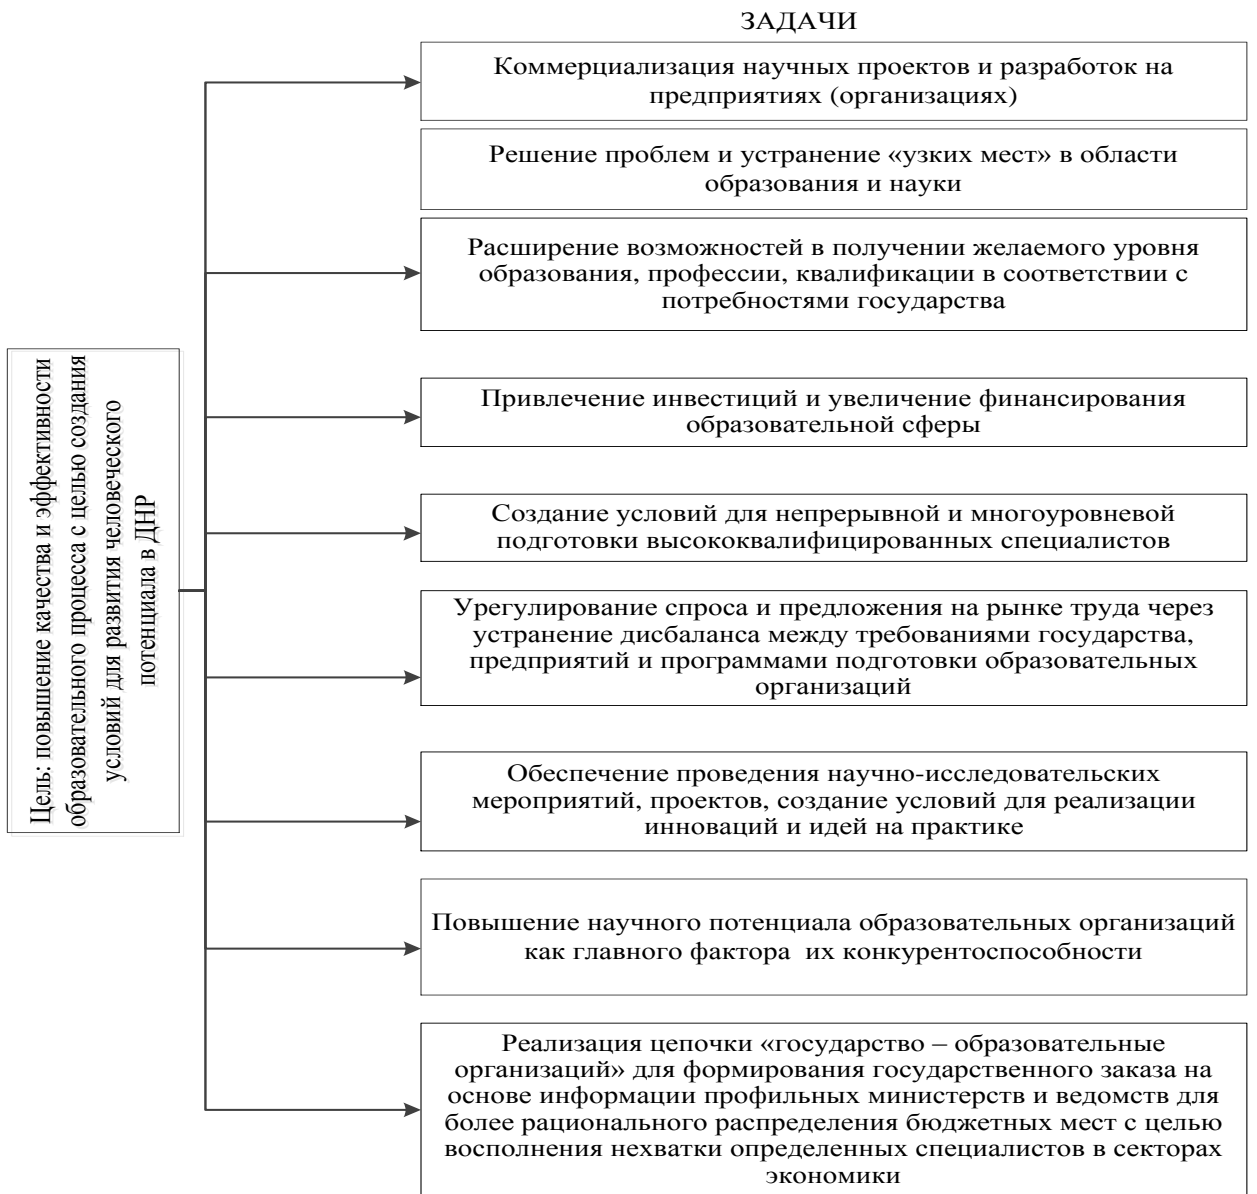 ЗАДАЧИ
Коммерциализация научных проектов и разработок на
предприятиях (организациях)
Решение проблем и устранение «узких мест» в области
образования и науки
Расширение возможностей в получении желаемого уровня
образования, профессии, квалификации в соответствии с
потребностями государства
Цель: повышение качества и эффективности
образовательного процесса с целью создания
условий для развития человеческого
потенциала в ДНР
Привлечение инвестиций и увеличение финансирования
образовательной сферы
Создание условий для непрерывной и многоуровневой
подготовки высококвалифицированных специалистов
Урегулирование спроса и предложения на рынке труда через
устранение дисбаланса между требованиями государства,
предприятий и программами подготовки образовательных
организаций
Обеспечение проведения научно-исследовательских
мероприятий, проектов, создание условий для реализации
инноваций и идей на практике
Повышение научного потенциала образовательных организаций
как главного фактора  их конкурентоспособности
Реализация цепочки «государство – образовательные
организаций» для формирования государственного заказа на
основе информации профильных министерств и ведомств для
более рационального распределения бюджетных мест с целью
восполнения нехватки определенных специалистов в секторах
экономики